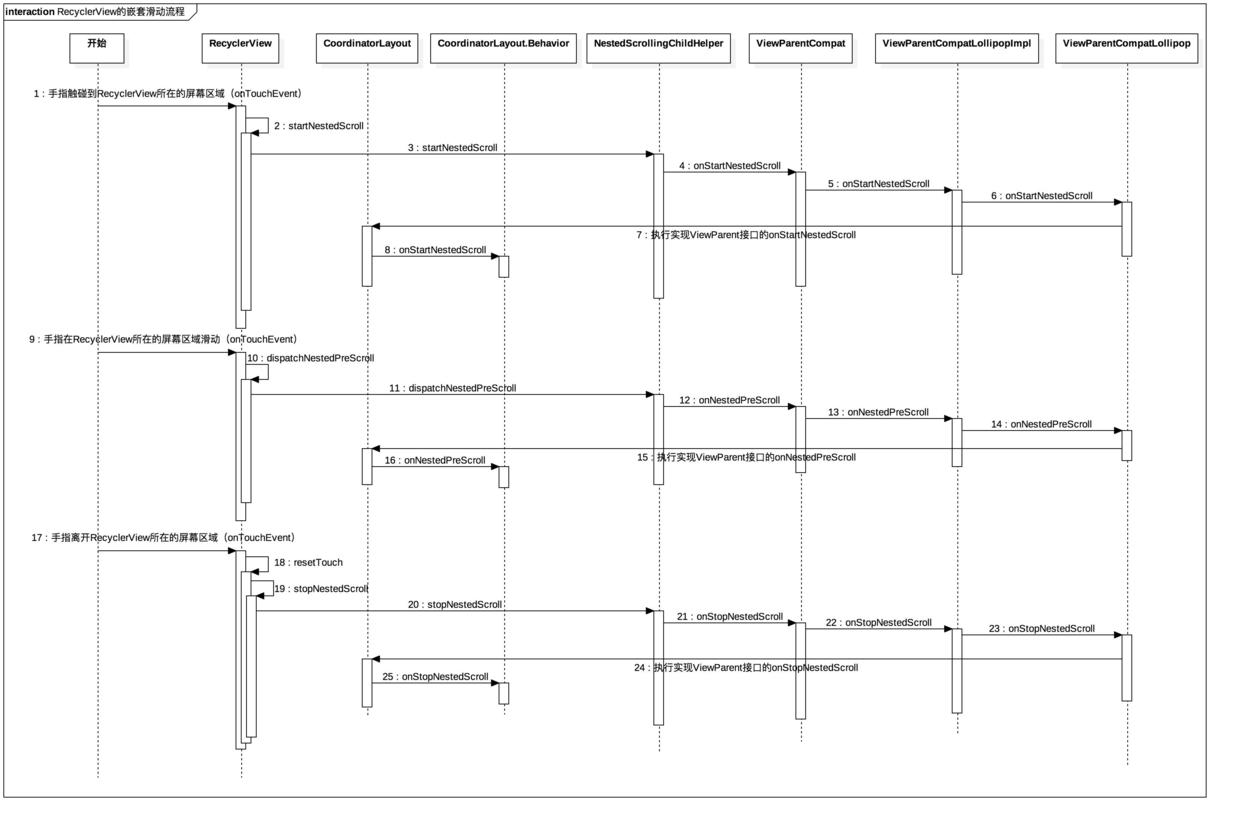 interaction RecyclerView的嵌套滑动流程
开始
RecyclerView
CoordinatorLayout
CoordinatorLayout.Behavior
NestedScrollingChildHelper
ViewParentCompat
ViewParentCompatLollipopImpl
ViewParentCompatLollipop
1 : 手指触碰到RecyclerView所在的屏幕区域（onTouchEvent）
2 : startNestedScroll
3 : startNestedScroll
4 : onStartNestedScroll
5 : onStartNestedScroll
6 : onStartNestedScroll
7 : 执行实现ViewParent接口的onStartNestedScroll
8 : onStartNestedScroll
9 : 手指在RecyclerView所在的屏幕区域滑动（onTouchEvent）
10 : dispatchNestedPreScroll
11 : dispatchNestedPreScroll
12 : onNestedPreScroll
13 : onNestedPreScroll
14 : onNestedPreScroll
15 : 执行实现ViewParent接口的onNestedPreScroll
16 : onNestedPreScroll
17 : 手指离开RecyclerView所在的屏幕区域（onTouchEvent）
18 : resetTouch
19 : stopNestedScroll
20 : stopNestedScroll
21 : onStopNestedScroll
22 : onStopNestedScroll
23 : onStopNestedScroll
24 : 执行实现ViewParent接口的onStopNestedScroll
25 : onStopNestedScroll